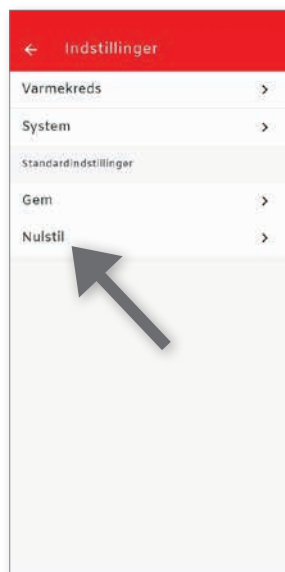 Indstillinger
Varmekreds
System
Standardindstillinger
Gem
Nulstil